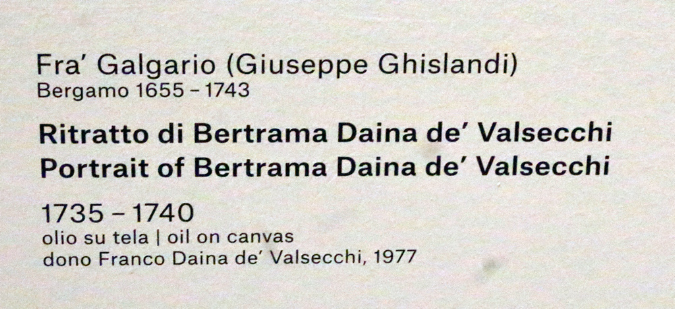 Fra’ Galgario (Giuseppe Ghislandi)
Bergamo 1655 – 1743
Ritratto di Bertrama Daina de’ Valsecchi
Portrait of Bertrama Daina de’ Valsecchi
1735 – 1740
olio su tela | oil on canvas
dono Franco Daina de’ Valsecchi, 1977